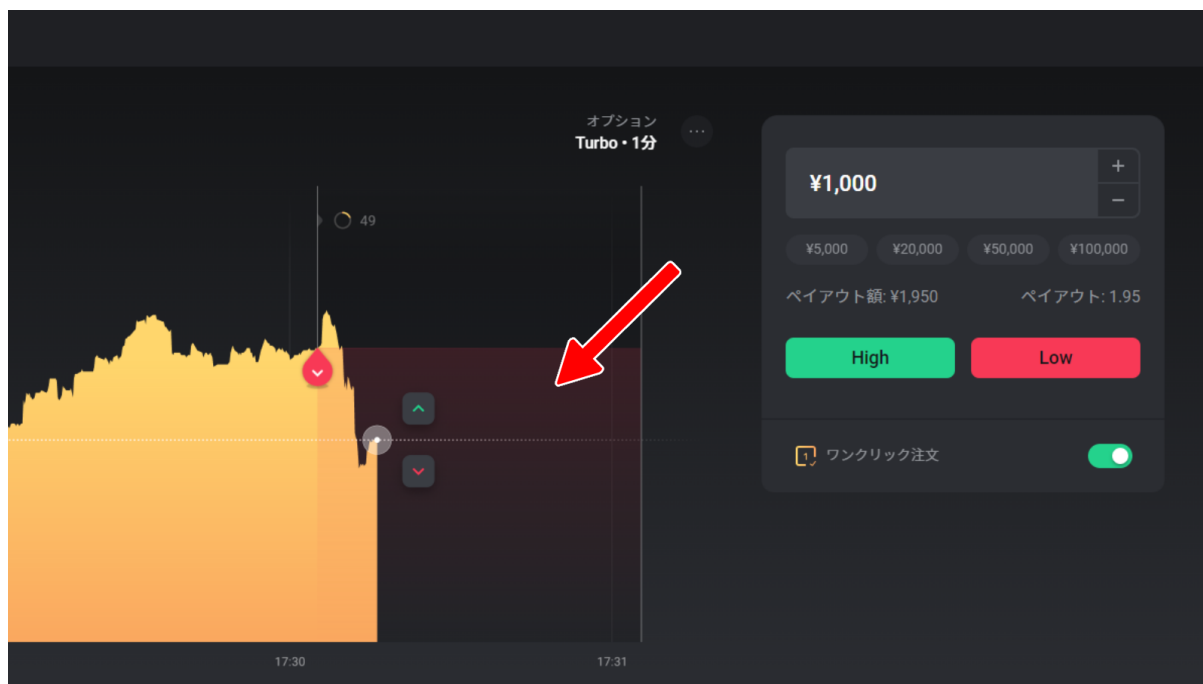 オプション
Turbo • 1分
49
17:30
17:31
¥1,000
+
−
¥5,000 ¥20,000 ¥50,000 ¥100,000
ペイアウト額: ¥1,950 ペイアウト: 1.95
High Low
1 ワンクリック注文